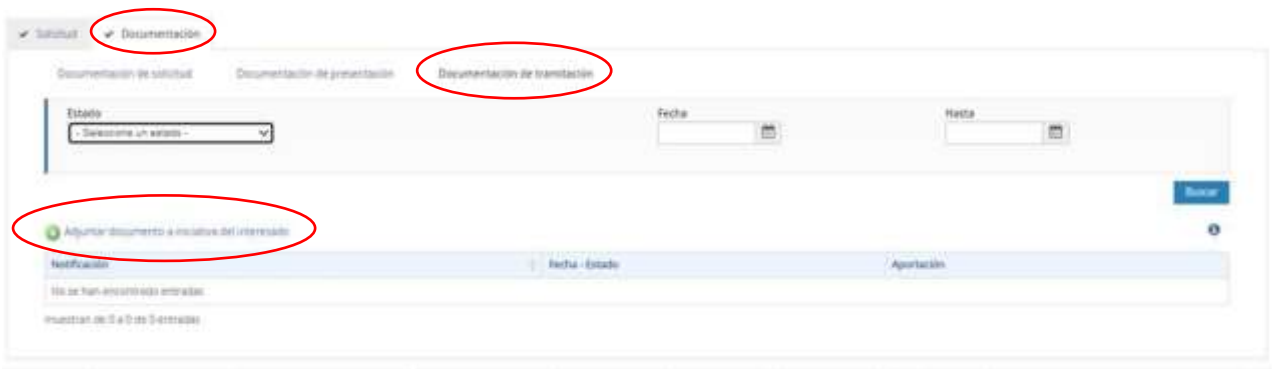 Solicitud Documentación
Documentación de solicitud Documentación de presentación Documentación de tramitación
Estado Fecha Hasta
- Seleccione un estado -
Buscar
Adjuntar documento a iniciativa del interesado
Notificación Fecha - Estado Aportación
No se han encontrado entradas
muestran de 0 a 0 de 0 entradas